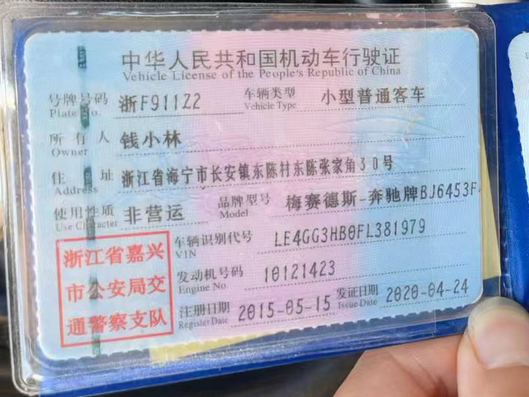 中华人民共和国机动车行驶证
Vehicle License of the People's Republic of China
号牌号码 浙F911Z2 车辆类型 小型普通客车
Plate No. Vehicle Type
所有人 钱小林
Owner
住址 浙江省海宁市长安镇东陈村东陈张家角30号
Address
使用性质 非营运 品牌型号 梅赛德斯-奔驰牌BJ6453F
Use Character Model
浙江省嘉兴
市公安局交
通警察支队
车辆识别代号 LE4GG3HB0FL381979
VIN
发动机号码 10121423
Engine No.
注册日期 2015-05-15 发证日期 2020-04-24
Register Date Issue Date